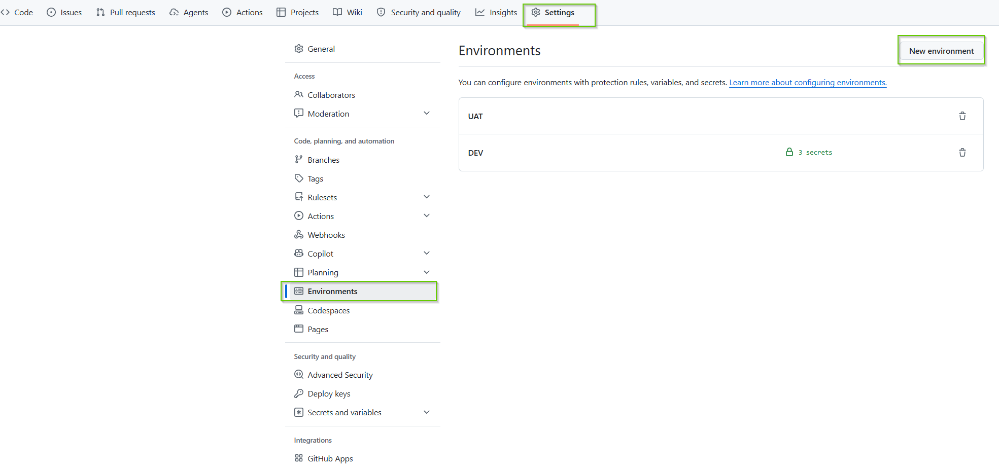 Code Issues Pull requests Agents Actions Projects Wiki Security and quality Insights Settings
General
Access
Collaborators
Moderation
Code, planning, and automation
Branches
Tags
Rulesets
Actions
Webhooks
Copilot
Planning
Environments
Codespaces
Pages
Security and quality
Advanced Security
Deploy keys
Secrets and variables
Integrations
GitHub Apps
Environments
New environment
You can configure environments with protection rules, variables, and secrets. Learn more about configuring environments.
UAT
DEV 3 secrets